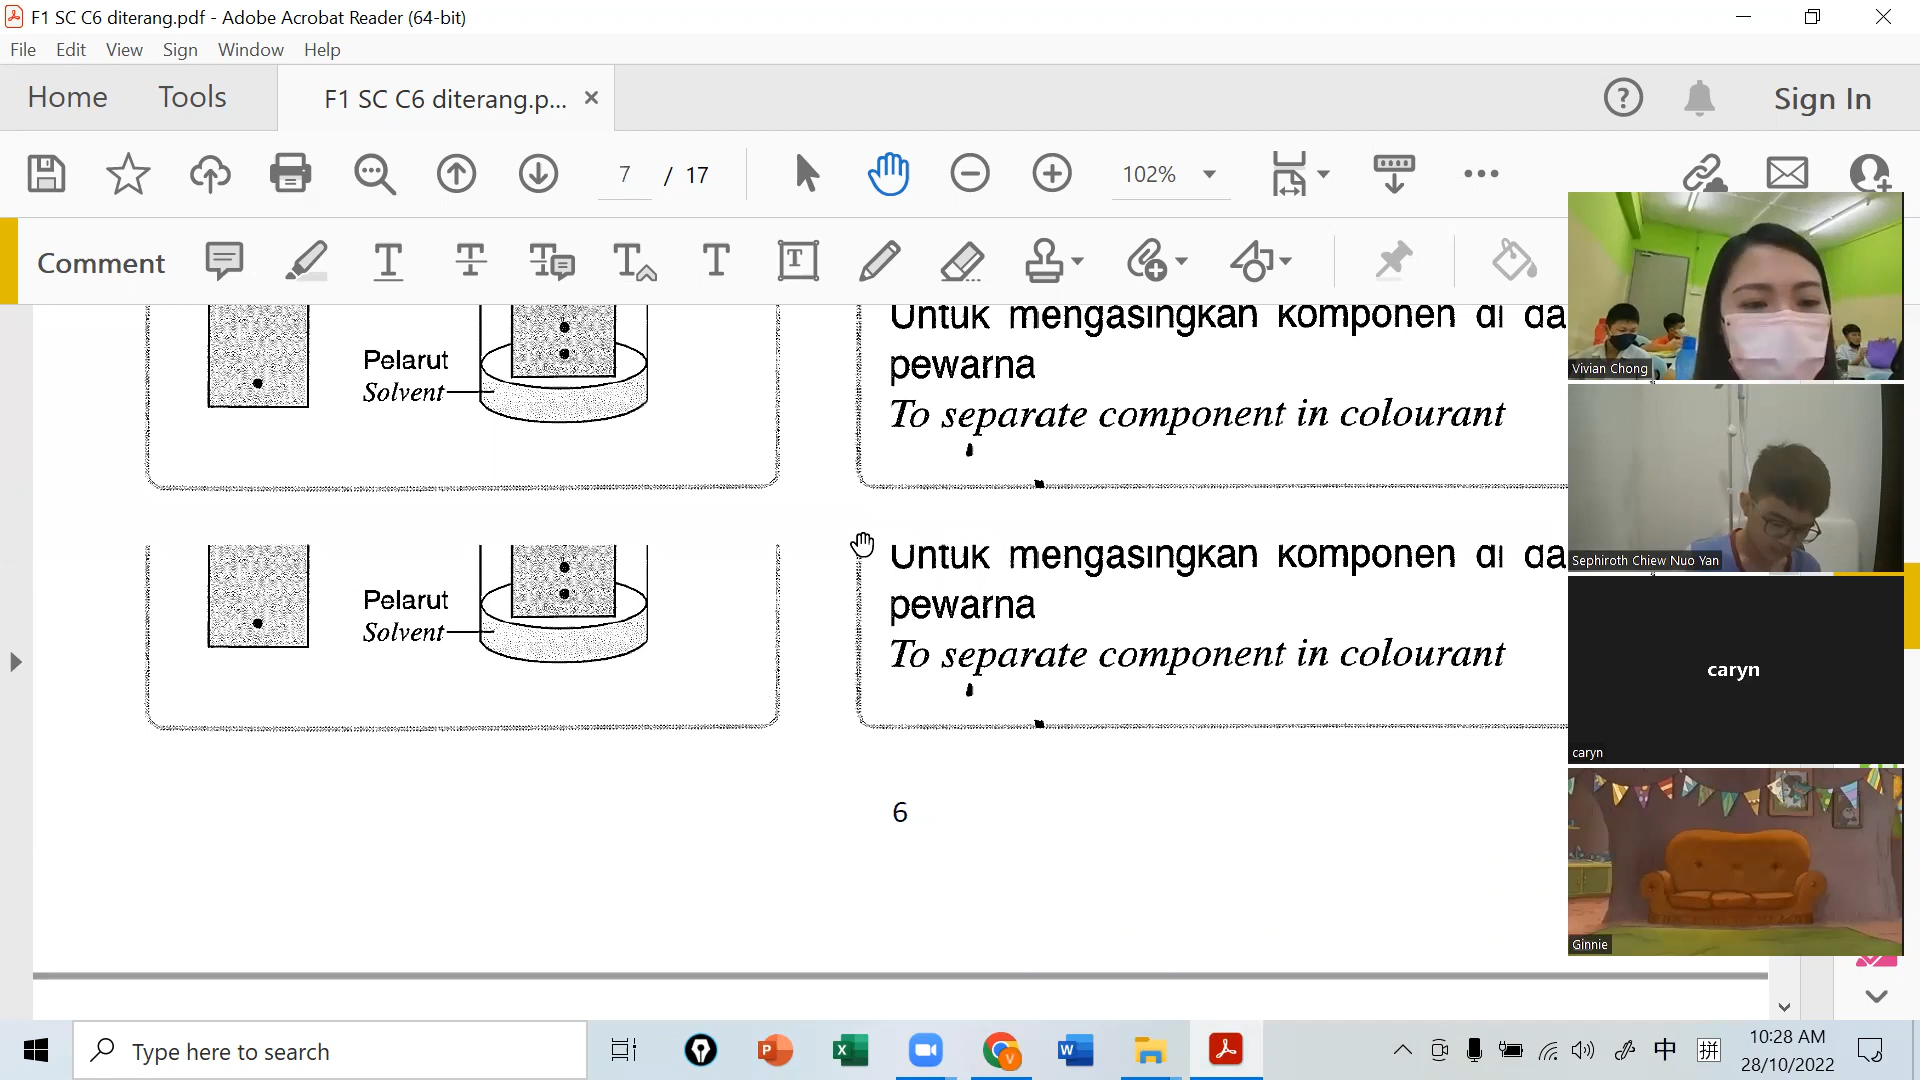 F1 SC C6 diterang.pdf - Adobe Acrobat Reader (64-bit)
File Edit View Sign Window Help
Home Tools F1 SC C6 diterang.p... Sign In
7 / 17 102%
Comment
Untuk mengasingkan komponen di da
pewarna
To separate component in colourant
Pelarut
Solvent
Untuk mengasingkan komponen di da
pewarna
To separate component in colourant
Pelarut
Solvent
6
Vivian Chong
Sephiroth Chiew Nuo Yan
caryn
caryn
Ginnie
Type here to search
中 拼
10:28 AM
28/10/2022